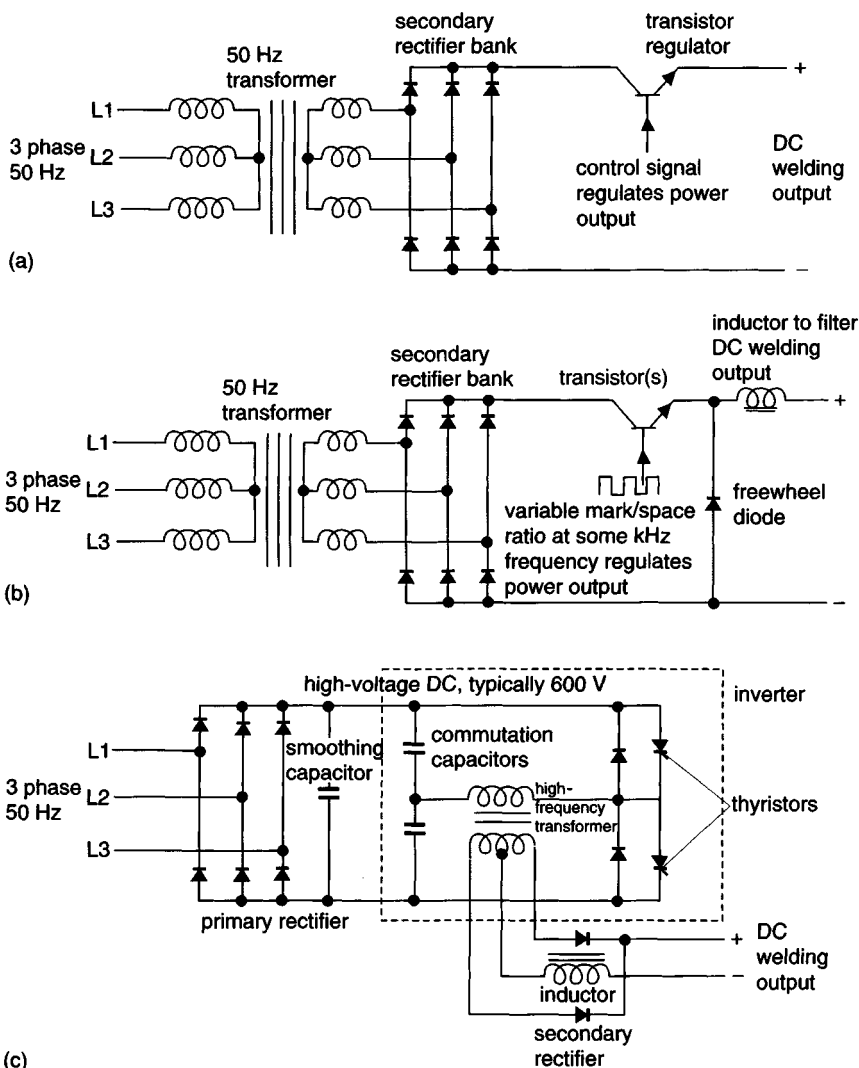 secondary
rectifier bank
transistor
regulator
50 Hz
transformer
L1
3 phase
50 Hz
L2
L3
+
control signal
regulates power
output
DC
welding
output
–
(a)
inductor to filter
DC welding
output
secondary
rectifier bank
transistor(s)
50 Hz
transformer
+
L1
3 phase
50 Hz
L2
L3
variable mark/space
ratio at some kHz
frequency regulates
power output
freewheel
diode
–
(b)
high-voltage DC, typically 600 V
inverter
L1
3 phase
50 Hz
L2
L3
smoothing
capacitor
commutation
capacitors
high-
frequency
transformer
thyristors
primary rectifier
+
DC
welding
output
–
inductor
secondary
rectifier
(c)